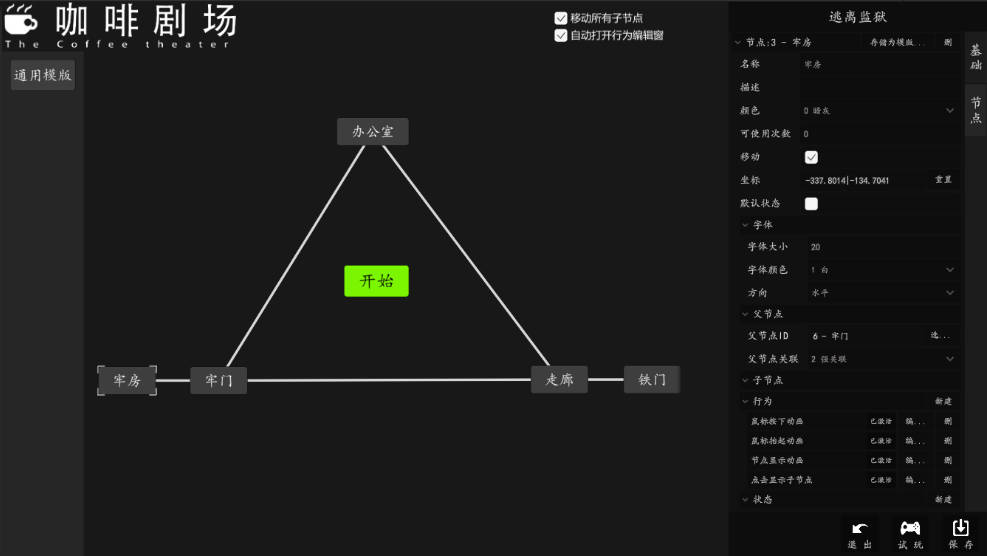 咖啡剧场
The Coffee theater
通用模版
移动所有子节点
自动打开行为编辑窗
办公室
开始
牢房
牢门
走廊
铁门
逃离监狱
节点:3 - 牢房 存储为模版... 删
名称 牢房
描述
颜色 0 暗灰
可使用次数 0
移动
坐标 -337.8014|-134.7041 重置
默认状态
字体
字体大小 20
字体颜色 1 白
方向 水平
父节点
父节点ID 6 - 牢门 选...
父节点关联 2 强关联
子节点
行为 新建
鼠标按下动画 已激活 编... 删
鼠标抬起动画 已激活 编... 删
节点显示动画 已激活 编... 删
点击显示子节点 已激活 编... 删
状态 新建
基础
节点
退出
试玩
保存